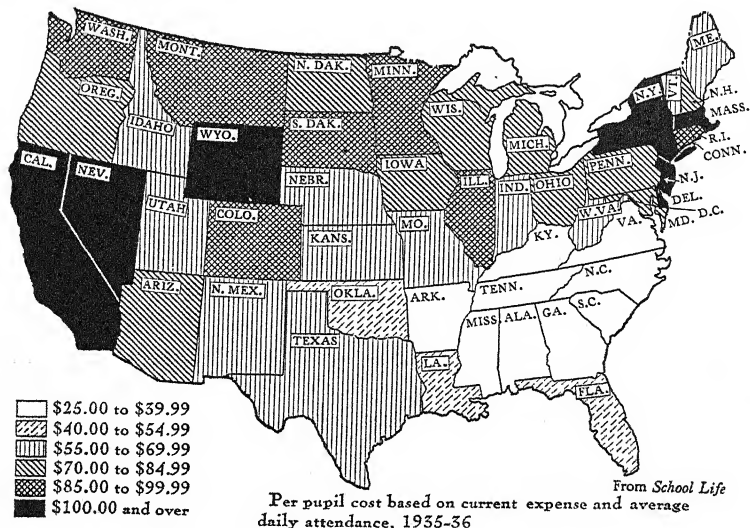 WASH.
MONT.
N. DAK.
MINN.
ME.
OREG.
IDAHO
WYO.
S. DAK.
WIS.
MICH.
N.Y.
VT.
N.H.
MASS.
R.I.
CONN.
CAL.
NEV.
UTAH
COLO.
NEBR.
IOWA
ILL.
IND.
OHIO
PENN.
N.J.
DEL.
MD. D.C.
W.VA.
VA.
KANS.
MO.
KY.
ARIZ.
N. MEX.
OKLA.
ARK.
TENN.
N.C.
S.C.
TEXAS
LA.
MISS.
ALA.
GA.
FLA.
$25.00 to $39.99
$40.00 to $54.99
$55.00 to $69.99
$70.00 to $84.99
$85.00 to $99.99
$100.00 and over
From School Life
Per pupil cost based on current expense and average
daily attendance, 1935-36